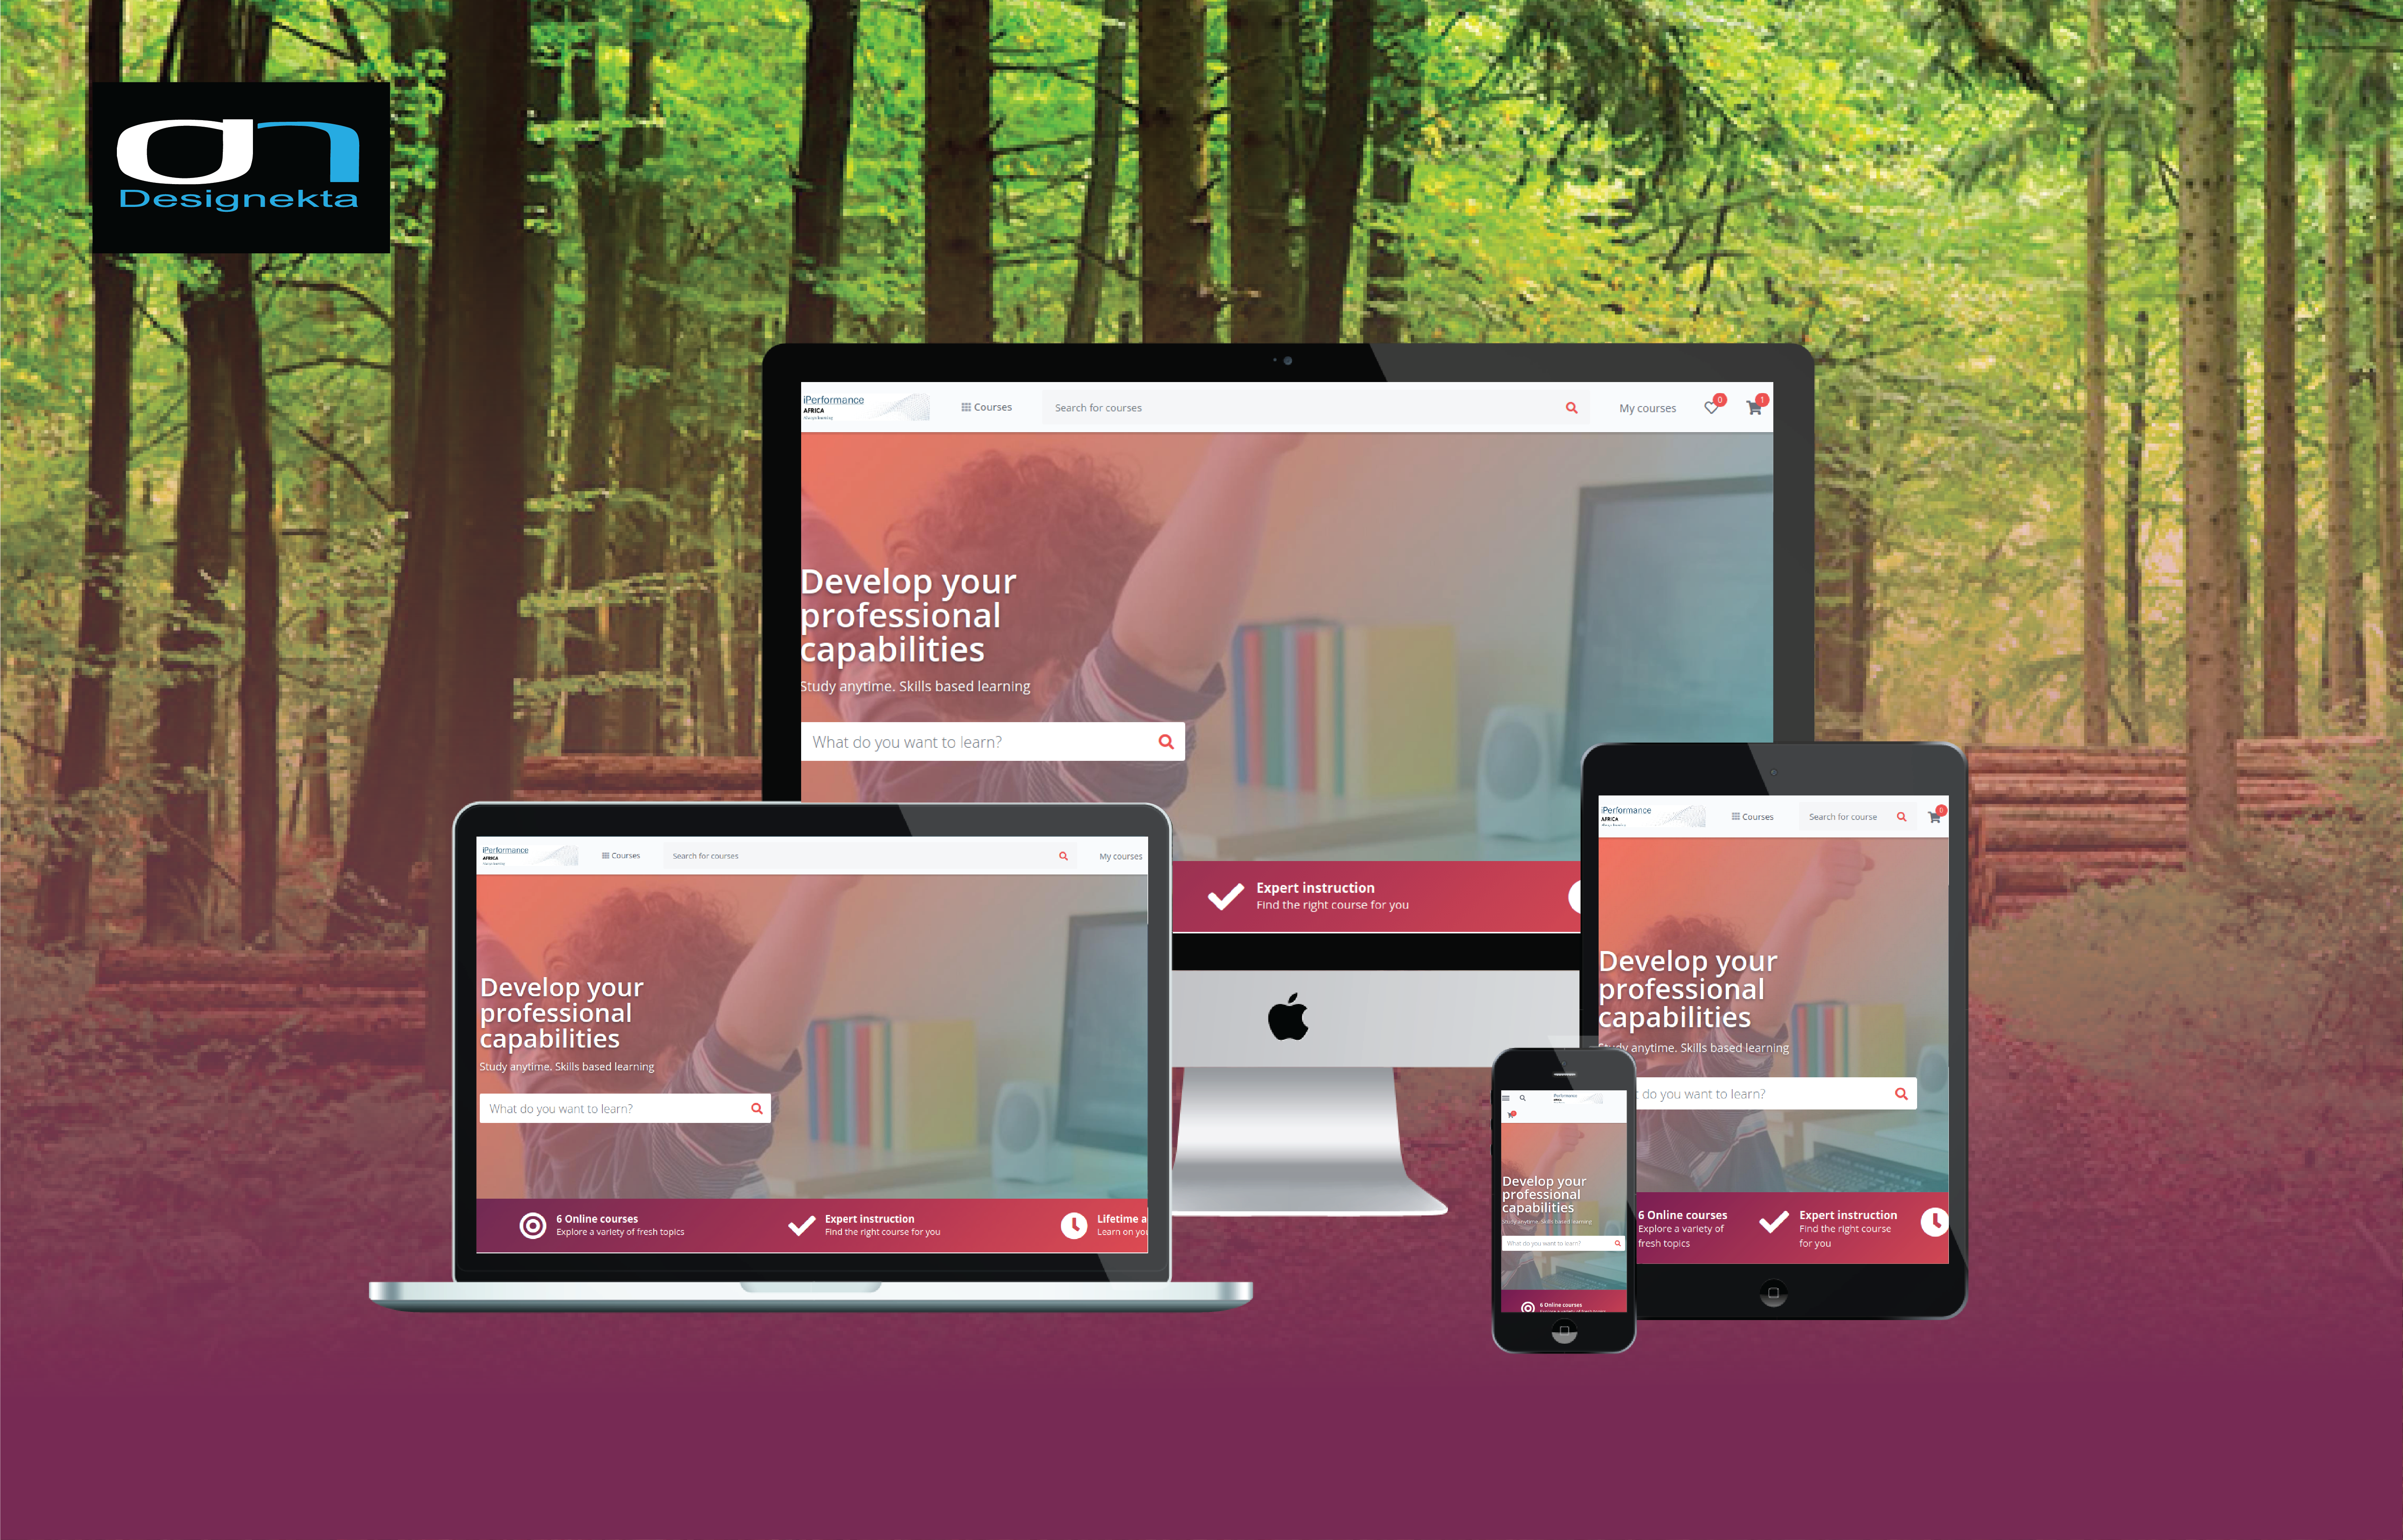 Designekta
iPerformance
AFRICA
Courses
Search for courses
My courses
0
1
Develop your
professional
capabilities
Study anytime. Skills based learning
What do you want to learn?
Expert instruction
Find the right course for you
iPerformance
AFRICA
Courses
Search for courses
My courses
Develop your
professional
capabilities
Study anytime. Skills based learning
What do you want to learn?
6 Online courses
Explore a variety of fresh topics
Expert instruction
Find the right course for you
Lifetime a
Learn on yo
iPerformance
AFRICA
Courses
Search for course
0
Develop your
professional
capabilities
Study anytime. Skills based learning
do you want to learn?
6 Online courses
Explore a variety of
fresh topics
Expert instruction
Find the right course
for you
iPerformance
Develop your
professional
capabilities
Study anytime. Skills based learning
What do you want to learn?
6 Online courses